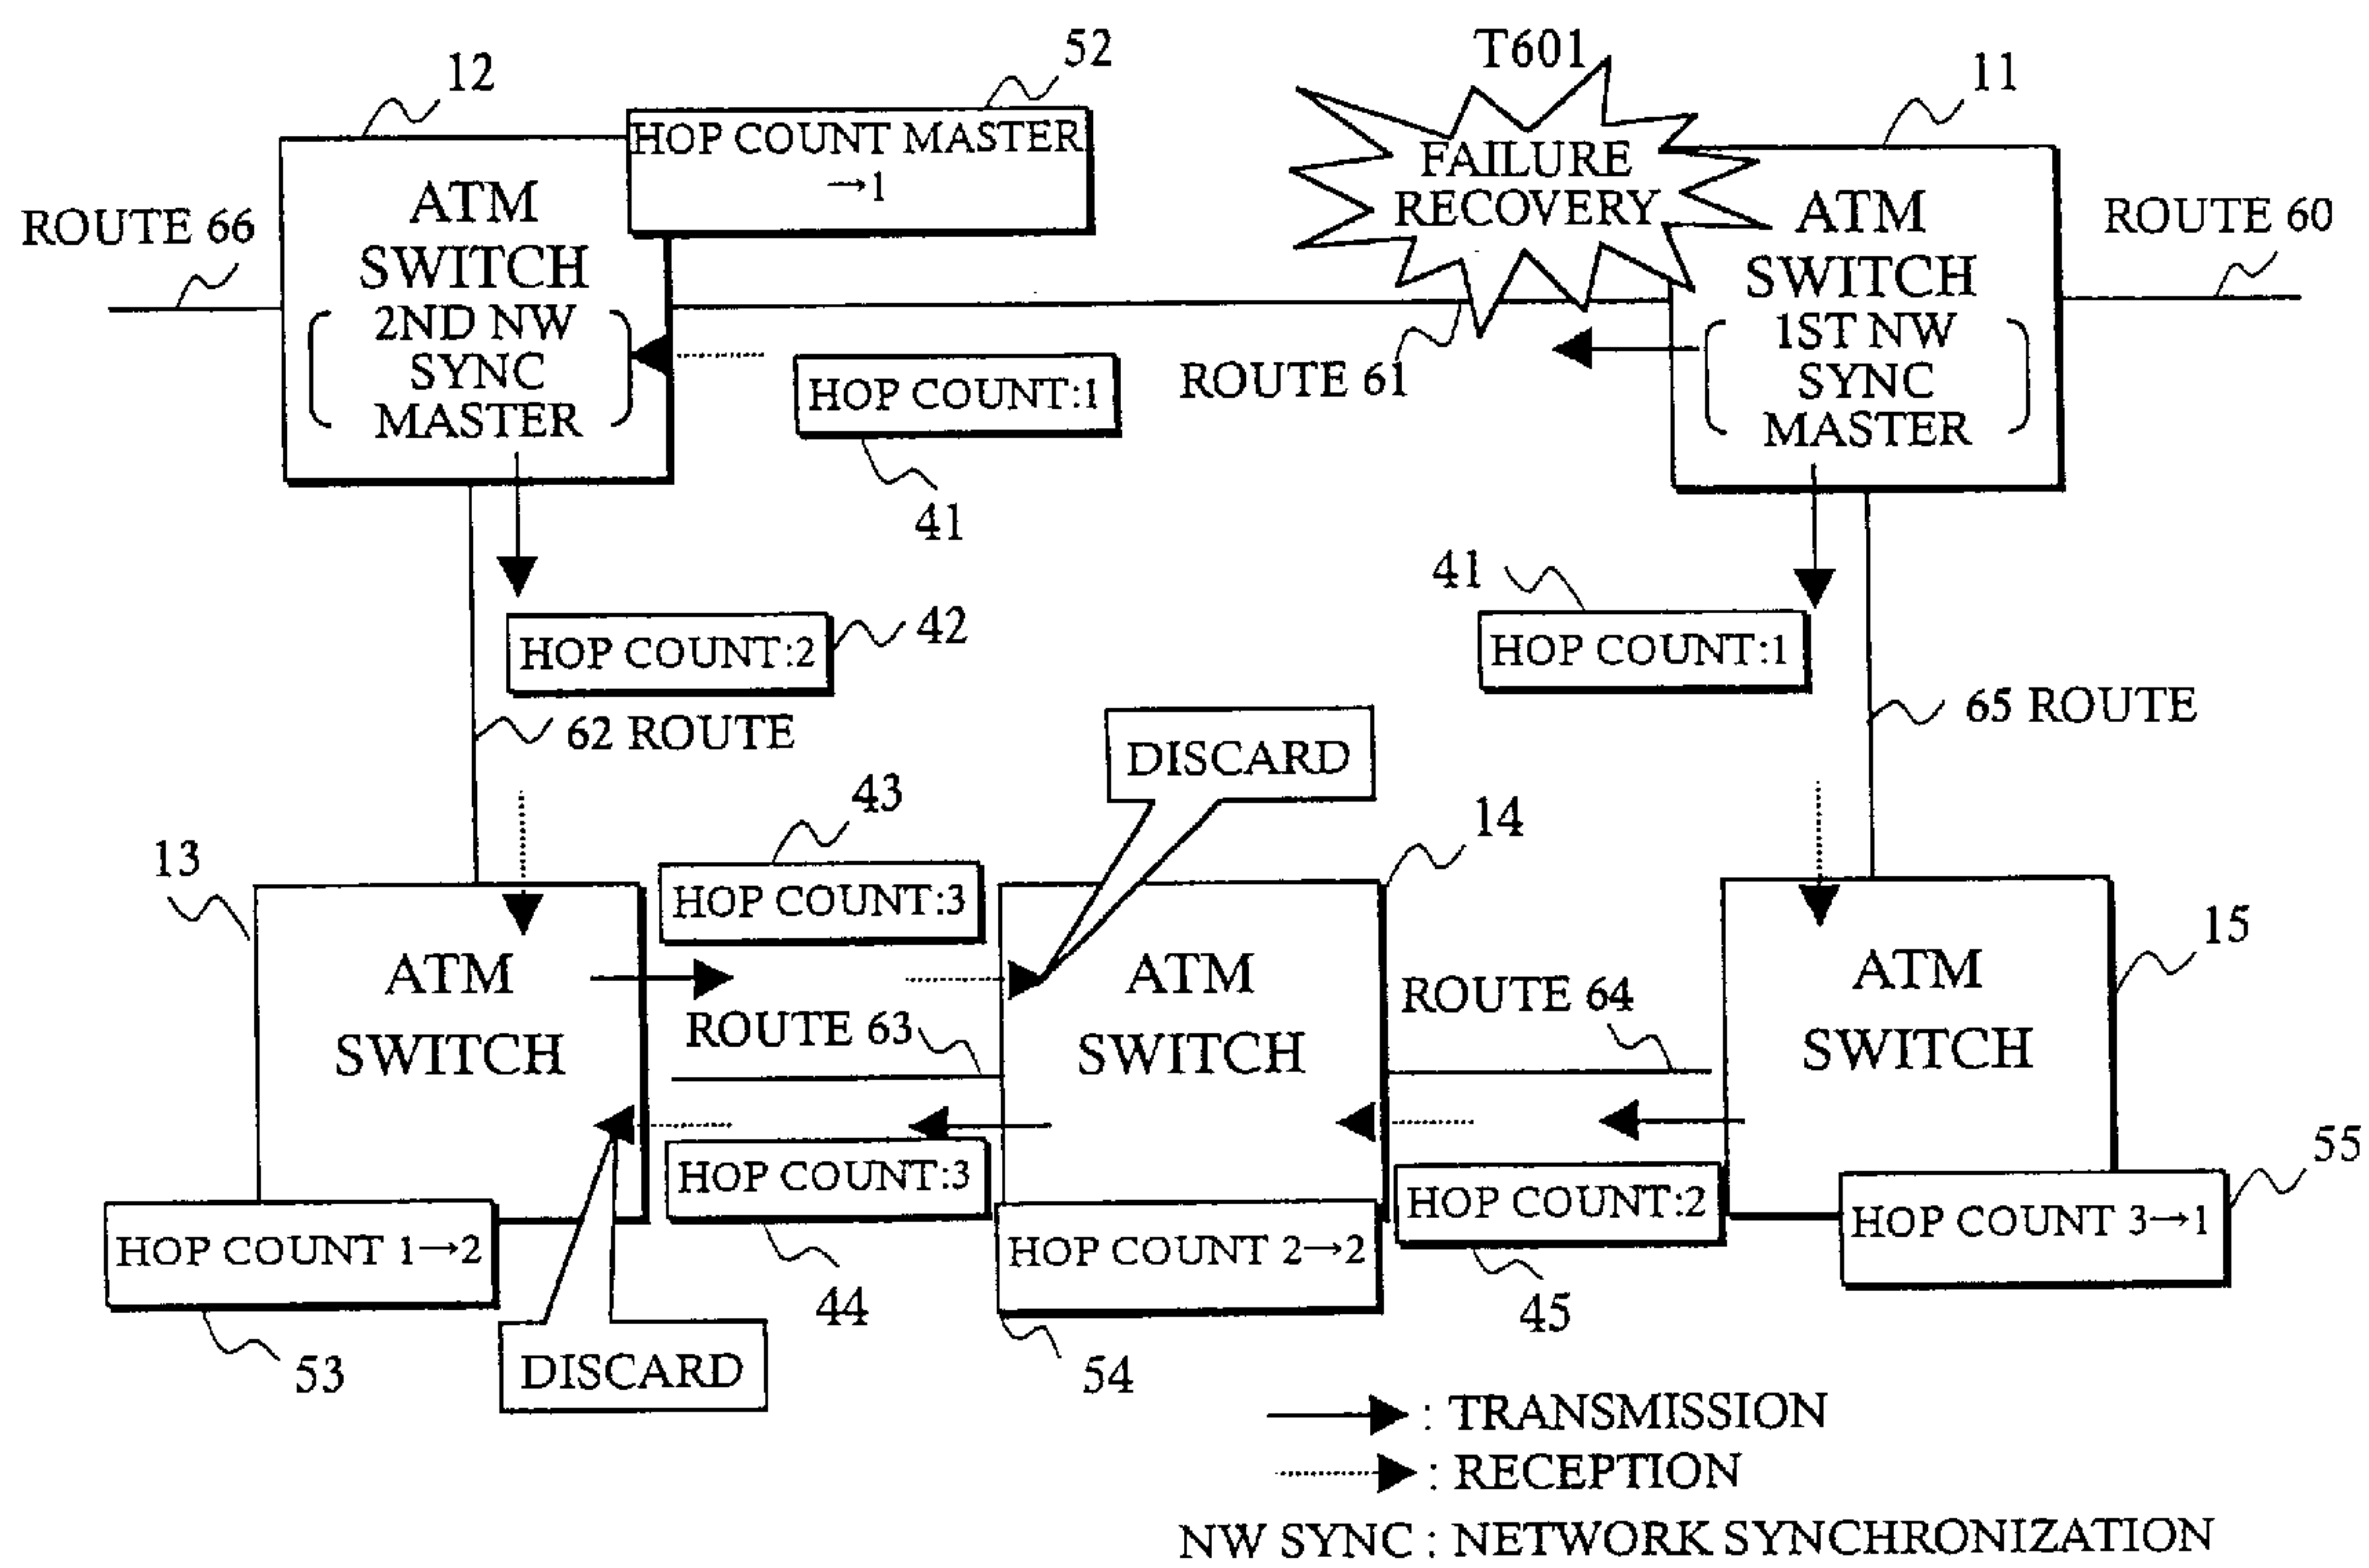 T601
52
12
11
HOP COUNT MASTER
→1
FAILURE
RECOVERY
ROUTE 66
ATM
SWITCH
2ND NW
SYNC
MASTER
ATM
SWITCH
1ST NW
SYNC
MASTER
ROUTE 60
HOP COUNT:1
ROUTE 61
41
41
HOP COUNT:2
42
HOP COUNT:1
62 ROUTE
65 ROUTE
DISCARD
43
14
13
HOP COUNT:3
15
ATM
SWITCH
ROUTE 63
ATM
SWITCH
ROUTE 64
ATM
SWITCH
55
HOP COUNT:3
HOP COUNT:2
HOP COUNT 1→2
HOP COUNT 2→2
HOP COUNT 3→1
44
45
53
DISCARD
54
: TRANSMISSION
: RECEPTION
NW SYNC : NETWORK SYNCHRONIZATION